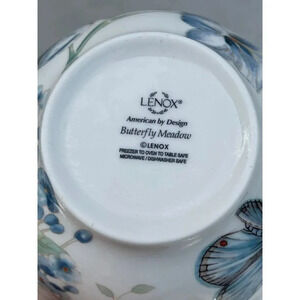 LENOX®
American by Design
Butterfly Meadow
©LENOX
FREEZER TO OVEN TO TABLE SAFE
MICROWAVE / DISHWASHER SAFE